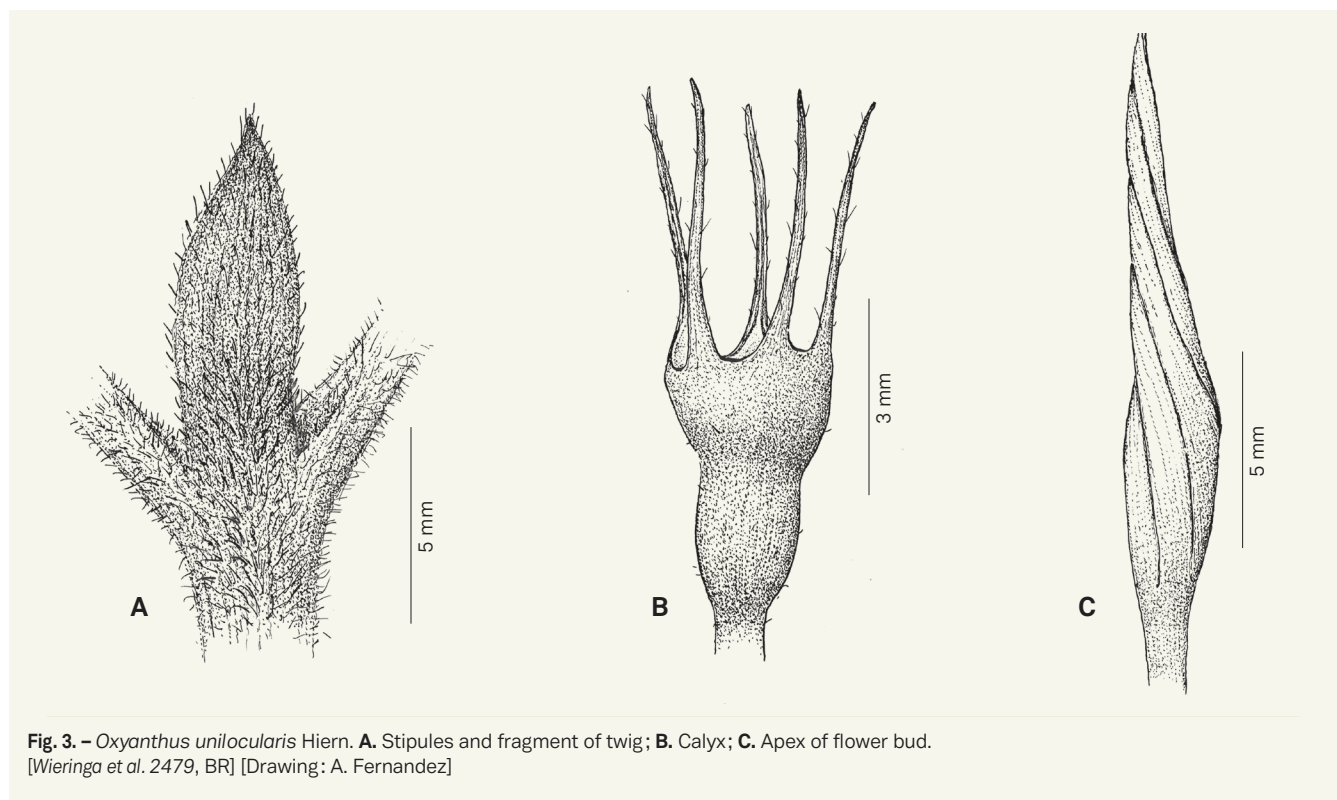 A
5 mm
B
3 mm
C
5 mm
Fig. 3. – Oxyanthus unilocularis Hiern. A. Stipules and fragment of twig; B. Calyx; C. Apex of flower bud.
[Wieringa et al. 2479, BR] [Drawing: A. Fernandez]